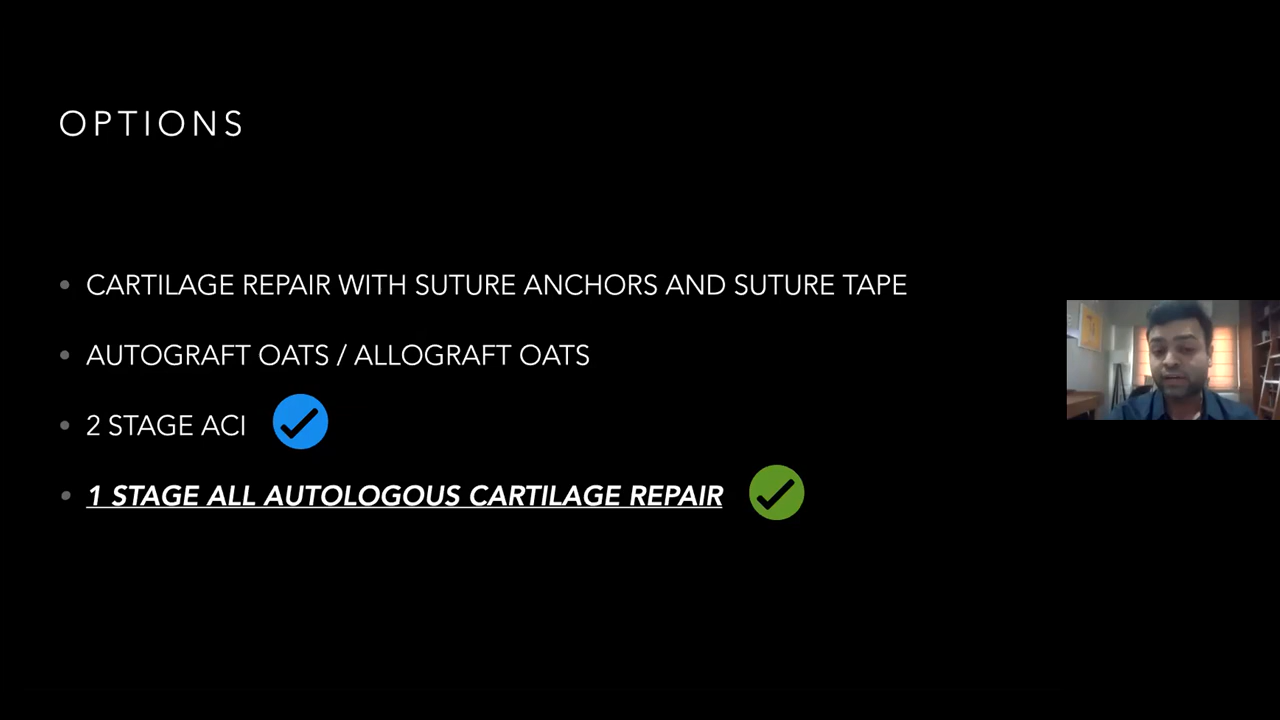 OPTIONS
CARTILAGE REPAIR WITH SUTURE ANCHORS AND SUTURE TAPE
AUTOGRAFT OATS / ALLOGRAFT OATS
2 STAGE ACI
1 STAGE ALL AUTOLOGOUS CARTILAGE REPAIR